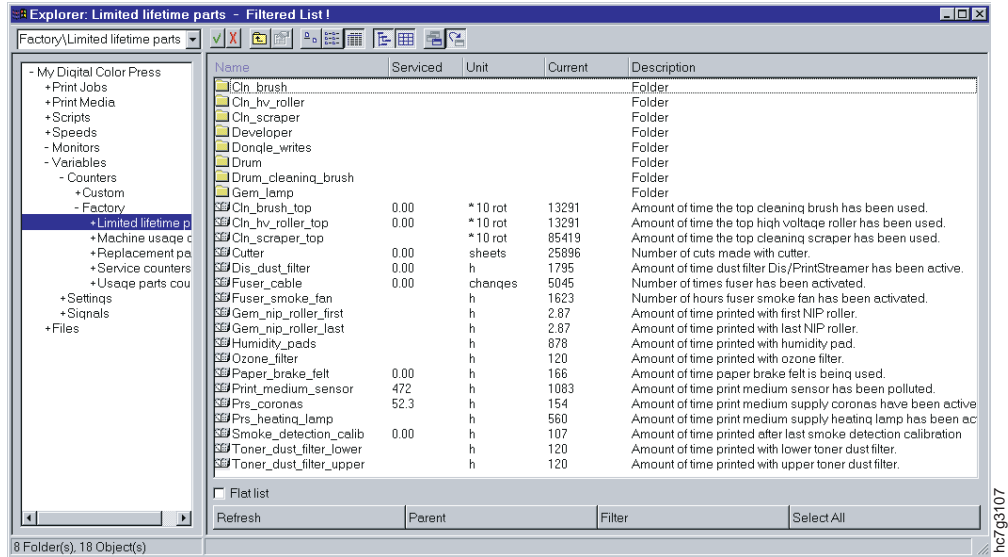 Explorer: Limited lifetime parts - Filtered List !
Factory\Limited lifetime parts
- My Digital Color Press
+Print Jobs
+Print Media
+Scripts
+Speeds
- Monitors
- Variables
- Counters
+Custom
- Factory
+Limited lifetime p
+Machine usage c
+Replacement pa
+Service counters
+Usage parts cou
+Settings
+Signals
+Files
Name Serviced Unit Current Description
Cln_brush Folder
Cln_hv_roller Folder
Cln_scraper Folder
Developer Folder
Dongle_writes Folder
Drum Folder
Drum_cleaning_brush Folder
Gem_lamp Folder
Cln_brush_top 0.00 *10 rot 13291 Amount of time the top cleaning brush has been used.
Cln_hv_roller_top 0.00 *10 rot 13291 Amount of time the top high voltage roller has been used.
Cln_scraper_top *10 rot 85419 Amount of time the top cleaning scraper has been used.
Cutter 0.00 sheets 25896 Number of cuts made with cutter.
Dis_dust_filter 0.00 h 1795 Amount of time dust filter Dis/PrintStreamer has been active.
Fuser_cable 0.00 changes 5045 Number of times fuser has been activated.
Fuser_smoke_fan h 1623 Number of hours fuser smoke fan has been activated.
Gem_nip_roller_first h 2.87 Amount of time printed with first NIP roller.
Gem_nip_roller_last h 2.87 Amount of time printed with last NIP roller.
Humidity_pads h 878 Amount of time printed with humidity pad.
Ozone_filter h 120 Amount of time printed with ozone filter.
Paper_brake_felt 0.00 h 166 Amount of time paper brake felt is being used.
Print_medium_sensor 472 h 1083 Amount of time print medium sensor has been polluted.
Prs_coronas 52.3 h 154 Amount of time print medium supply coronas have been active
Prs_heating_lamp h 560 Amount of time print medium supply heating lamp has been ac
Smoke_detection_calib 0.00 h 107 Amount of time printed after last smoke detection calibration
Toner_dust_filter_lower h 120 Amount of time printed with lower toner dust filter.
Toner_dust_filter_upper h 120 Amount of time printed with upper toner dust filter.
Flat list
Refresh Parent Filter Select All
8 Folder(s), 18 Object(s)
hc7g3107